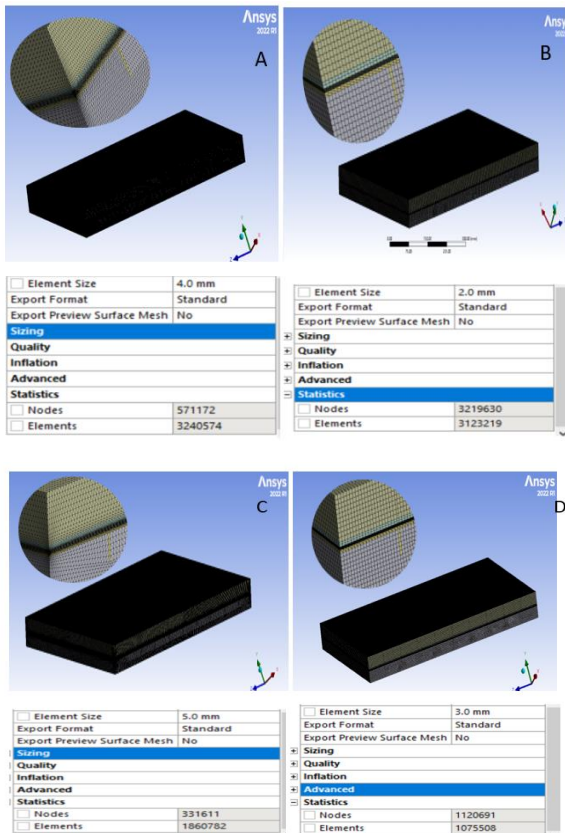 Ansys
2022 R1
A
Ansys
2022 R1
B
Element Size 4.0 mm
Export Format Standard
Export Preview Surface Mesh No
Sizing
Quality
Inflation
Advanced
Statistics
Nodes 571172
Elements 3240574
Element Size 2.0 mm
Export Format Standard
Export Preview Surface Mesh No
Sizing
Quality
Inflation
Advanced
Statistics
Nodes 3219630
Elements 3123219
Ansys
2022 R1
C
Ansys
2022 R1
D
Element Size 5.0 mm
Export Format Standard
Export Preview Surface Mesh No
Sizing
Quality
Inflation
Advanced
Statistics
Nodes 331611
Elements 1860782
Element Size 3.0 mm
Export Format Standard
Export Preview Surface Mesh No
Sizing
Quality
Inflation
Advanced
Statistics
Nodes 1120691
Elements 1075508